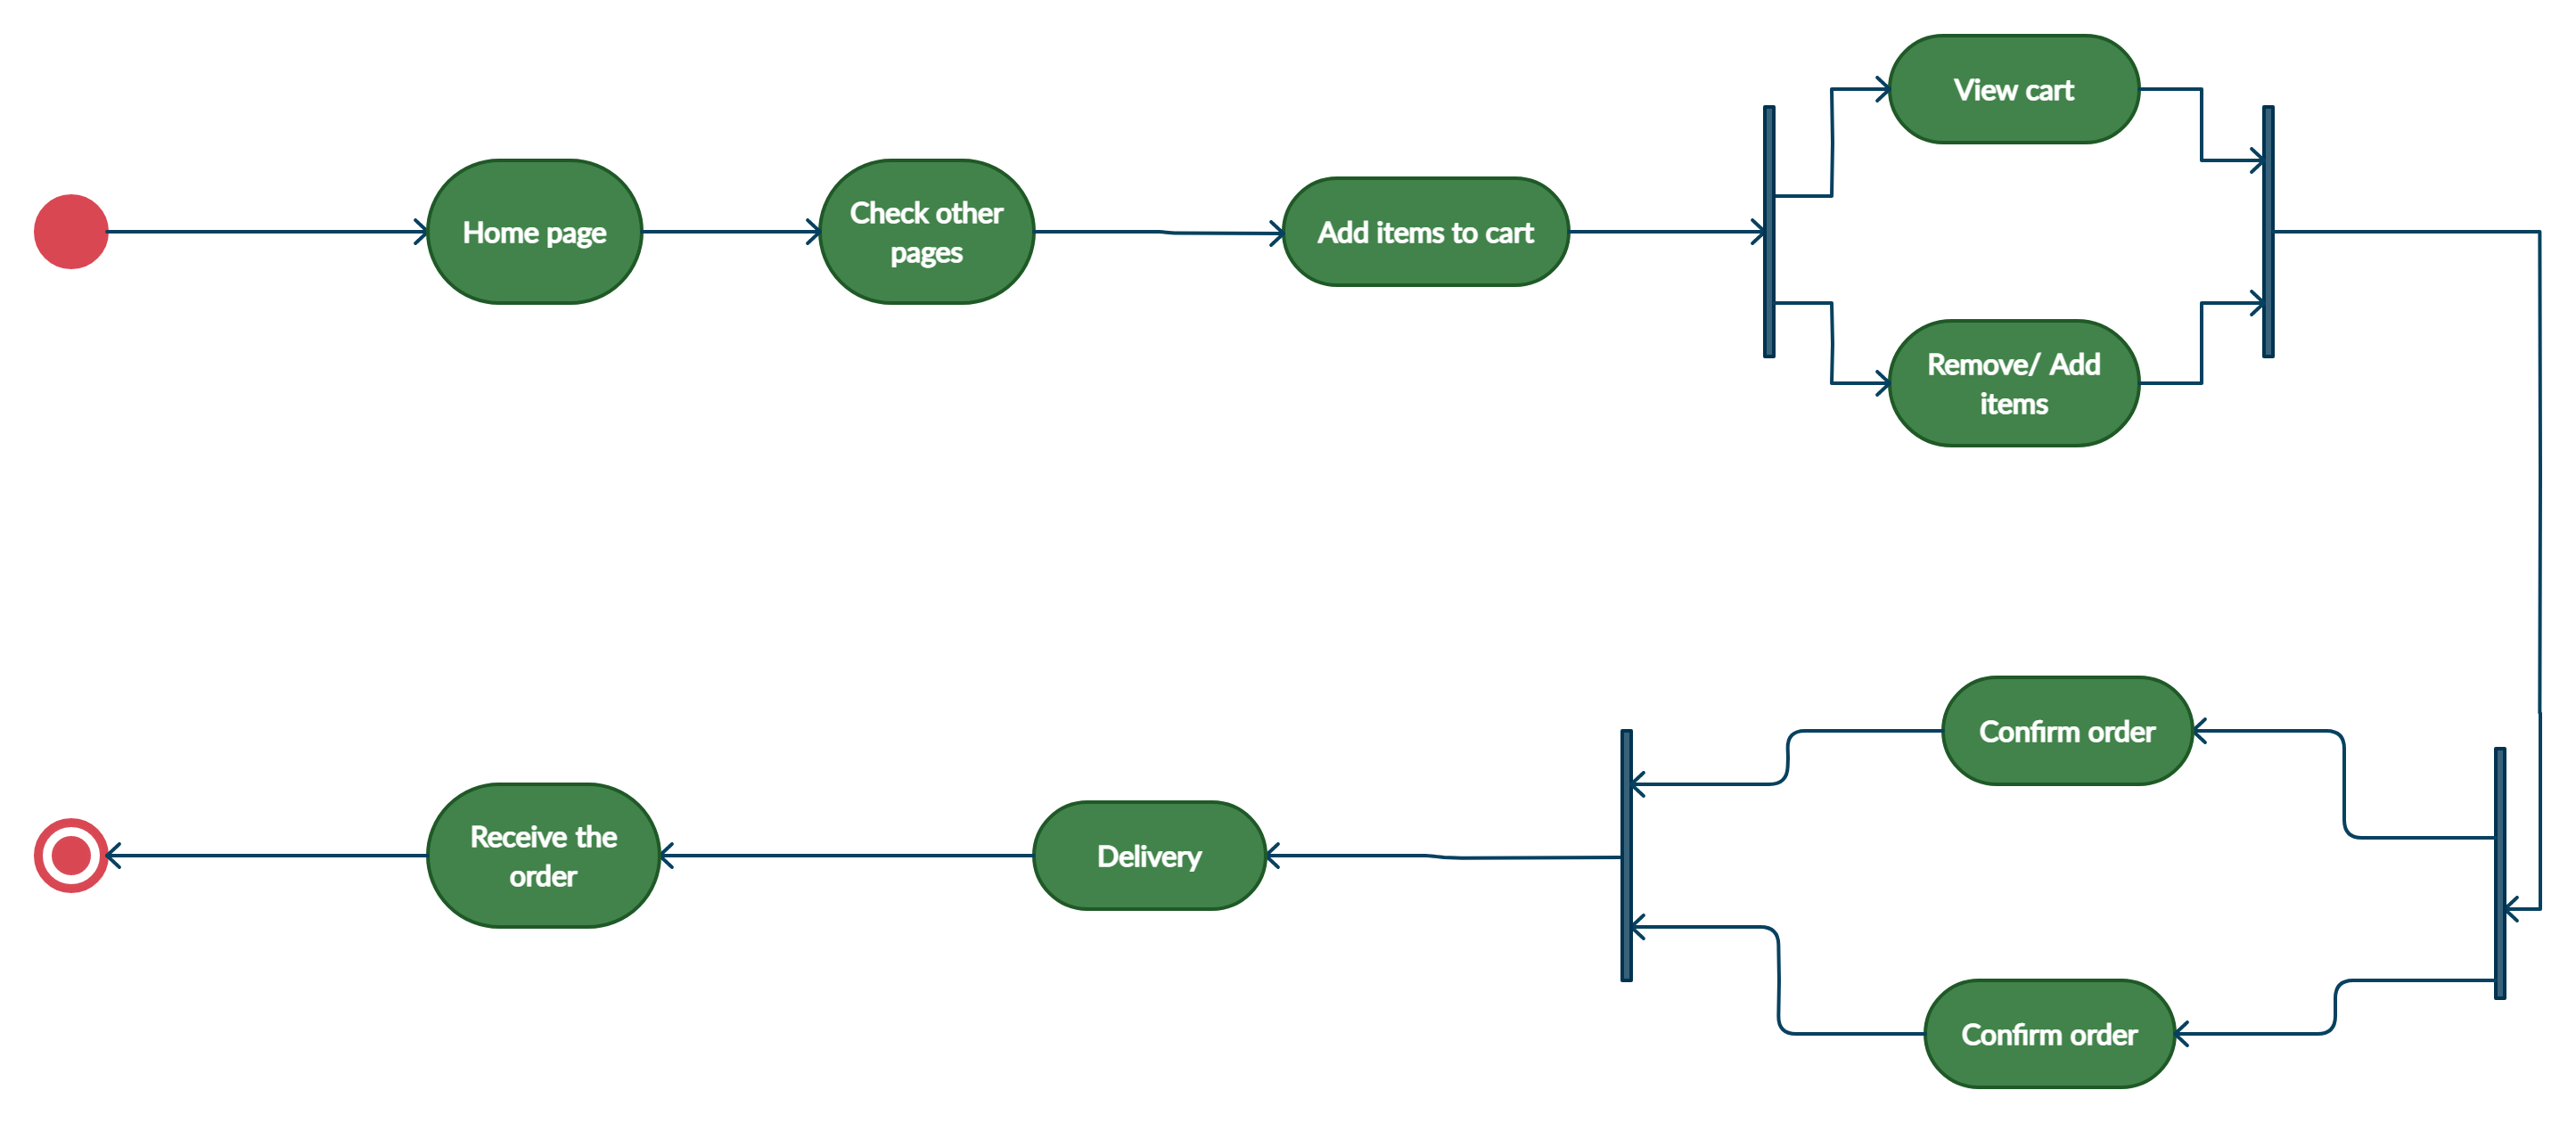 View cart
Home page
Check other
pages
Add items to cart
Remove/ Add
items
Confirm order
Receive the
order
Delivery
Confirm order